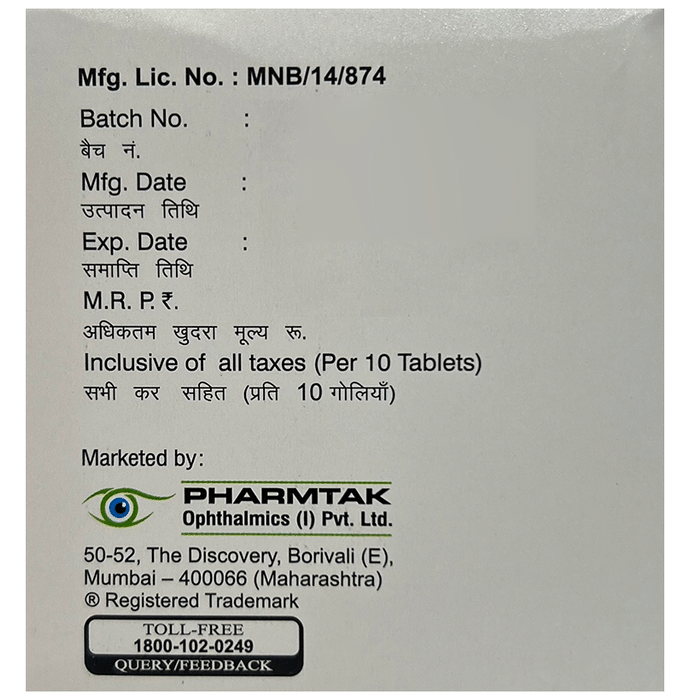 Mfg. Lic. No. : MNB/14/874
Batch No. :
बैच नं.
Mfg. Date :
उत्पादन तिथि
Exp. Date :
समाप्ति तिथि
M.R. P. ₹.
अधिकतम खुदरा मूल्य रू.
Inclusive of all taxes (Per 10 Tablets)
सभी कर सहित (प्रति 10 गोलियाँ)
Marketed by:
PHARMTAK
Ophthalmics (I) Pvt. Ltd.
50-52, The Discovery, Borivali (E),
Mumbai – 400066 (Maharashtra)
® Registered Trademark
TOLL-FREE
1800-102-0249
QUERY/FEEDBACK